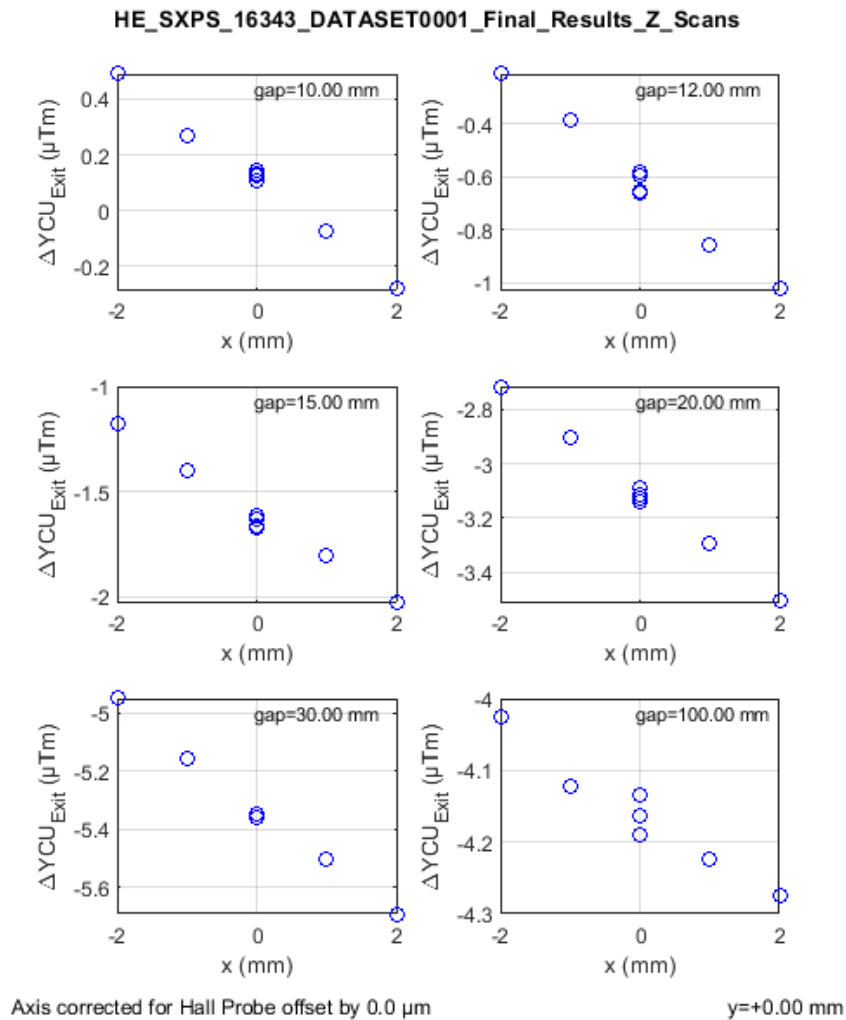 HE_SXPS_16343_DATASET0001_Final_Results_Z_Scans
gap=10.00 mm
ΔYCU_Exit (µTm)
0.4
0.2
0
-0.2
-2
0
2
x (mm)
gap=12.00 mm
ΔYCU_Exit (µTm)
-0.4
-0.6
-0.8
-1
-2
0
2
x (mm)
gap=15.00 mm
ΔYCU_Exit (µTm)
-1
-1.5
-2
-2
0
2
x (mm)
gap=20.00 mm
ΔYCU_Exit (µTm)
-2.8
-3
-3.2
-3.4
-2
0
2
x (mm)
gap=30.00 mm
ΔYCU_Exit (µTm)
-5
-5.2
-5.4
-5.6
-2
0
2
x (mm)
gap=100.00 mm
ΔYCU_Exit (µTm)
-4
-4.1
-4.2
-4.3
-2
0
2
x (mm)
Axis corrected for Hall Probe offset by 0.0 µm
y=+0.00 mm